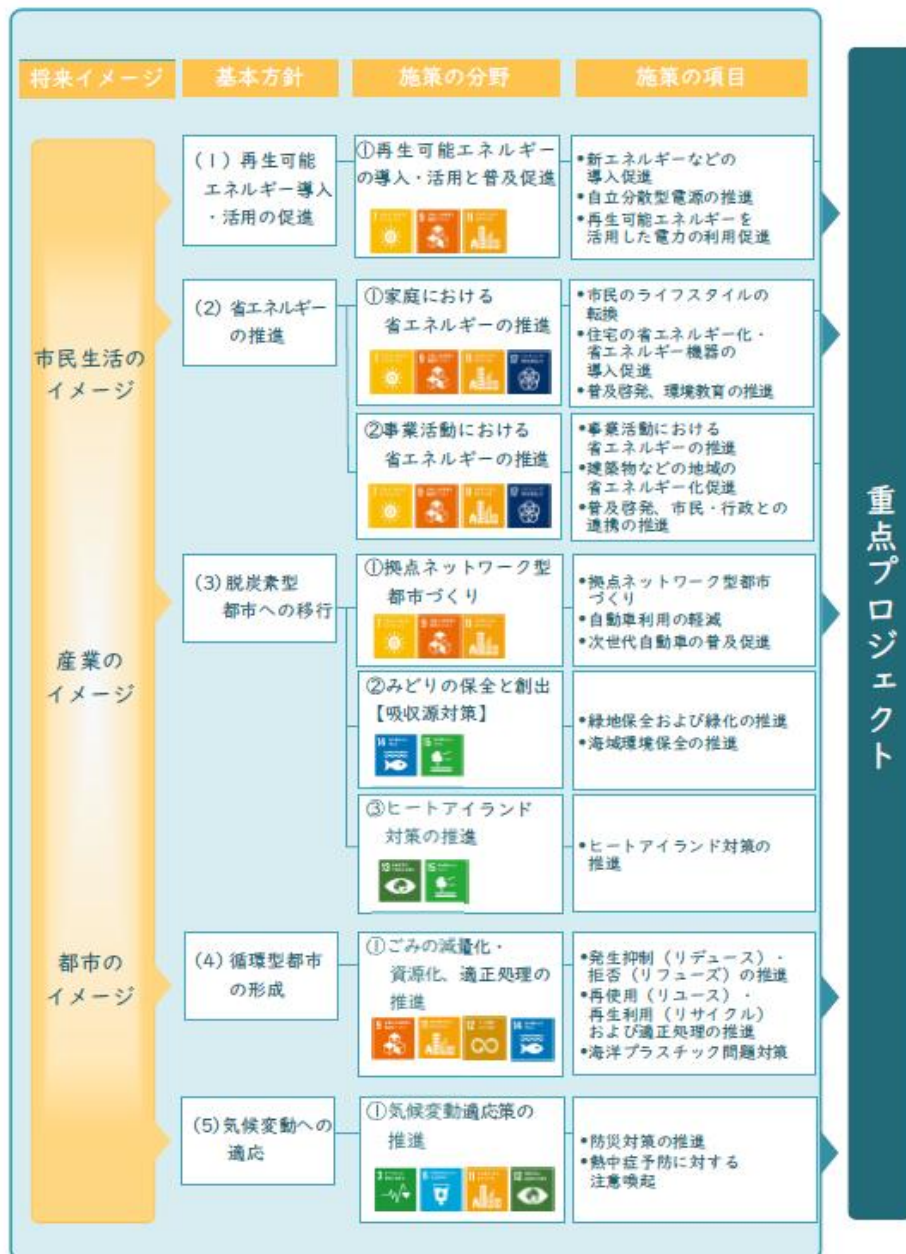 将来イメージ
基本方針
施策の分野
施策の項目
市民生活の
イメージ
産業の
イメージ
都市の
イメージ
(1) 再生可能
エネルギー導入
・活用の促進
①再生可能エネルギー
の導入・活用と普及促進
7
9
11
•新エネルギーなどの
導入促進
•自立分散型電源の推進
•再生可能エネルギーを
活用した電力の利用促進
(2) 省エネルギー
の推進
①家庭における
省エネルギーの推進
7
9
11
17
•市民のライフスタイルの
転換
•住宅の省エネルギー化・
省エネルギー機器の
導入促進
•普及啓発、環境教育の推進
②事業活動における
省エネルギーの推進
7
9
11
17
•事業活動における
省エネルギーの推進
•建築物などの地域の
省エネルギー化促進
•普及啓発、市民・行政との
連携の推進
(3) 脱炭素型
都市への移行
①拠点ネットワーク型
都市づくり
7
9
11
•拠点ネットワーク型都市
づくり
•自動車利用の軽減
•次世代自動車の普及促進
②みどりの保全と創出
【吸収源対策】
14
15
•緑地保全および緑化の推進
•海域環境保全の推進
③ヒートアイランド
対策の推進
13
15
•ヒートアイランド対策の
推進
(4) 循環型都市
の形成
①ごみの減量化・
資源化、適正処理の
推進
9
11
12
14
•発生抑制（リデュース）・
拒否（リフューズ）の推進
•再使用（リユース）・
再生利用（リサイクル）
および適正処理の推進
•海洋プラスチック問題対策
(5) 気候変動への
適応
①気候変動適応策の
推進
3
6
11
13
•防災対策の推進
•熱中症予防に対する
注意喚起
重点プロジェクト